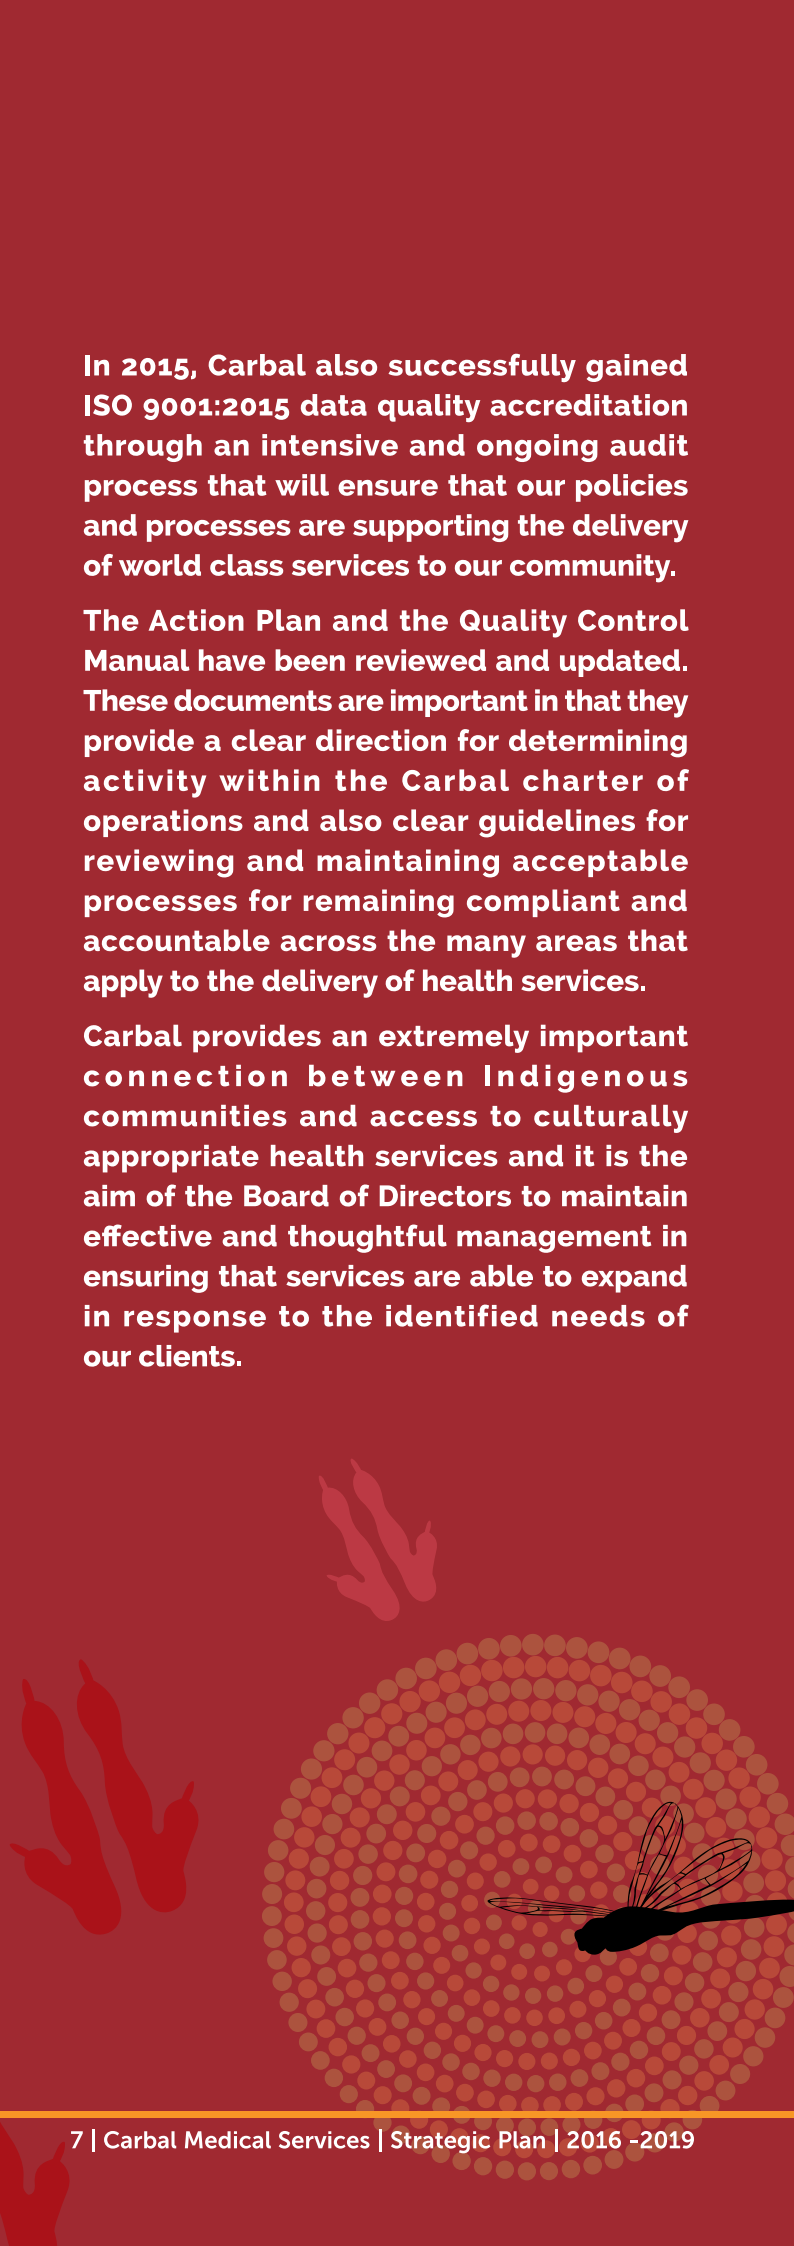 In 2015, Carbal also successfully gained
ISO 9001:2015 data quality accreditation
through an intensive and ongoing audit
process that will ensure that our policies
and processes are supporting the delivery
of world class services to our community.
The Action Plan and the Quality Control
Manual have been reviewed and updated.
These documents are important in that they
provide a clear direction for determining
activity within the Carbal charter of
operations and also clear guidelines for
reviewing and maintaining acceptable
processes for remaining compliant and
accountable across the many areas that
apply to the delivery of health services.
Carbal provides an extremely important
connection between Indigenous
communities and access to culturally
appropriate health services and it is the
aim of the Board of Directors to maintain
effective and thoughtful management in
ensuring that services are able to expand
in response to the identified needs of
our clients.
7 | Carbal Medical Services | Strategic Plan | 2016 -2019